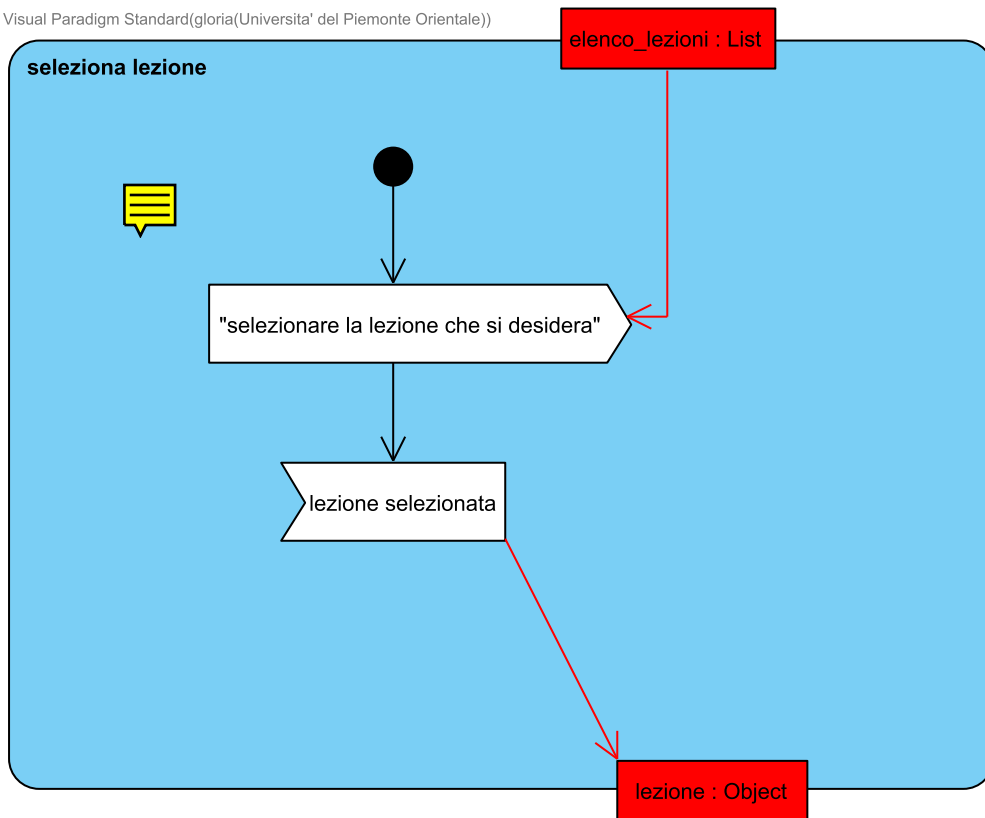 Visual Paradigm Standard(gloria(Universita' del Piemonte Orientale))
elenco_lezioni : List
seleziona lezione
"selezionare la lezione che si desidera"
lezione selezionata
lezione : Object